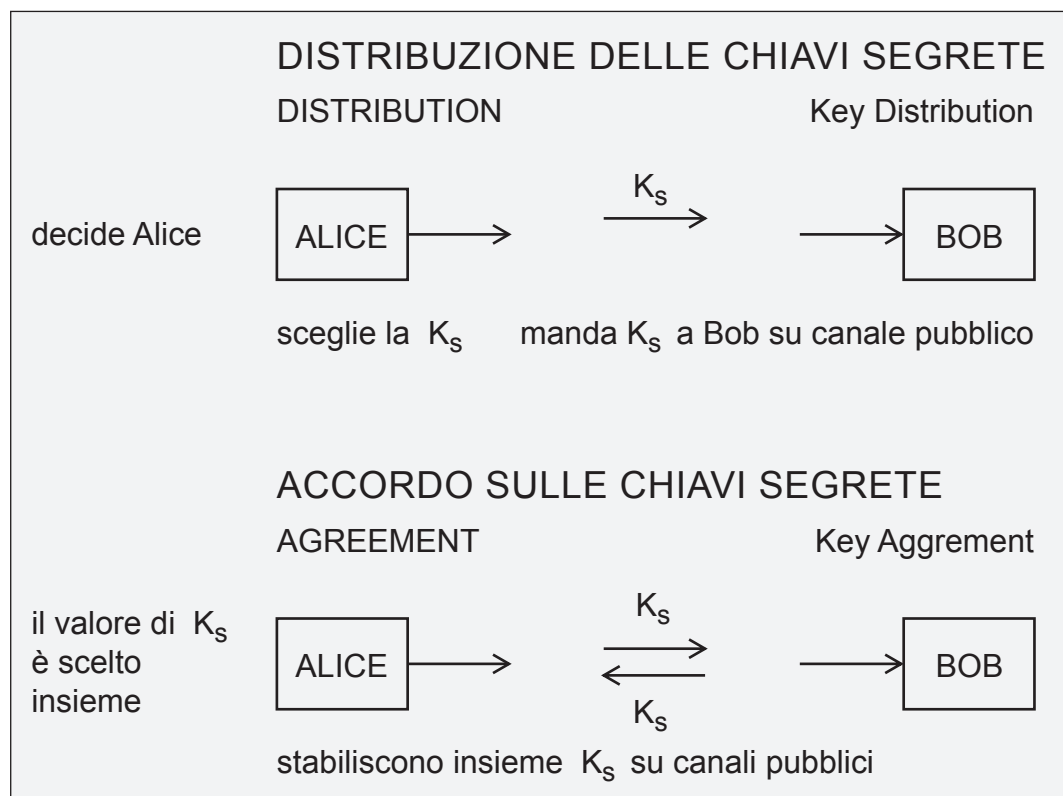 DISTRIBUZIONE DELLE CHIAVI SEGRETE
DISTRIBUTION Key Distribution
Ks
decide Alice ALICE BOB
sceglie la Ks manda Ks a Bob su canale pubblico
ACCORDO SULLE CHIAVI SEGRETE
AGREEMENT Key Aggrement
Ks
il valore di Ks
è scelto
insieme
ALICE BOB
Ks
stabiliscono insieme Ks su canali pubblici